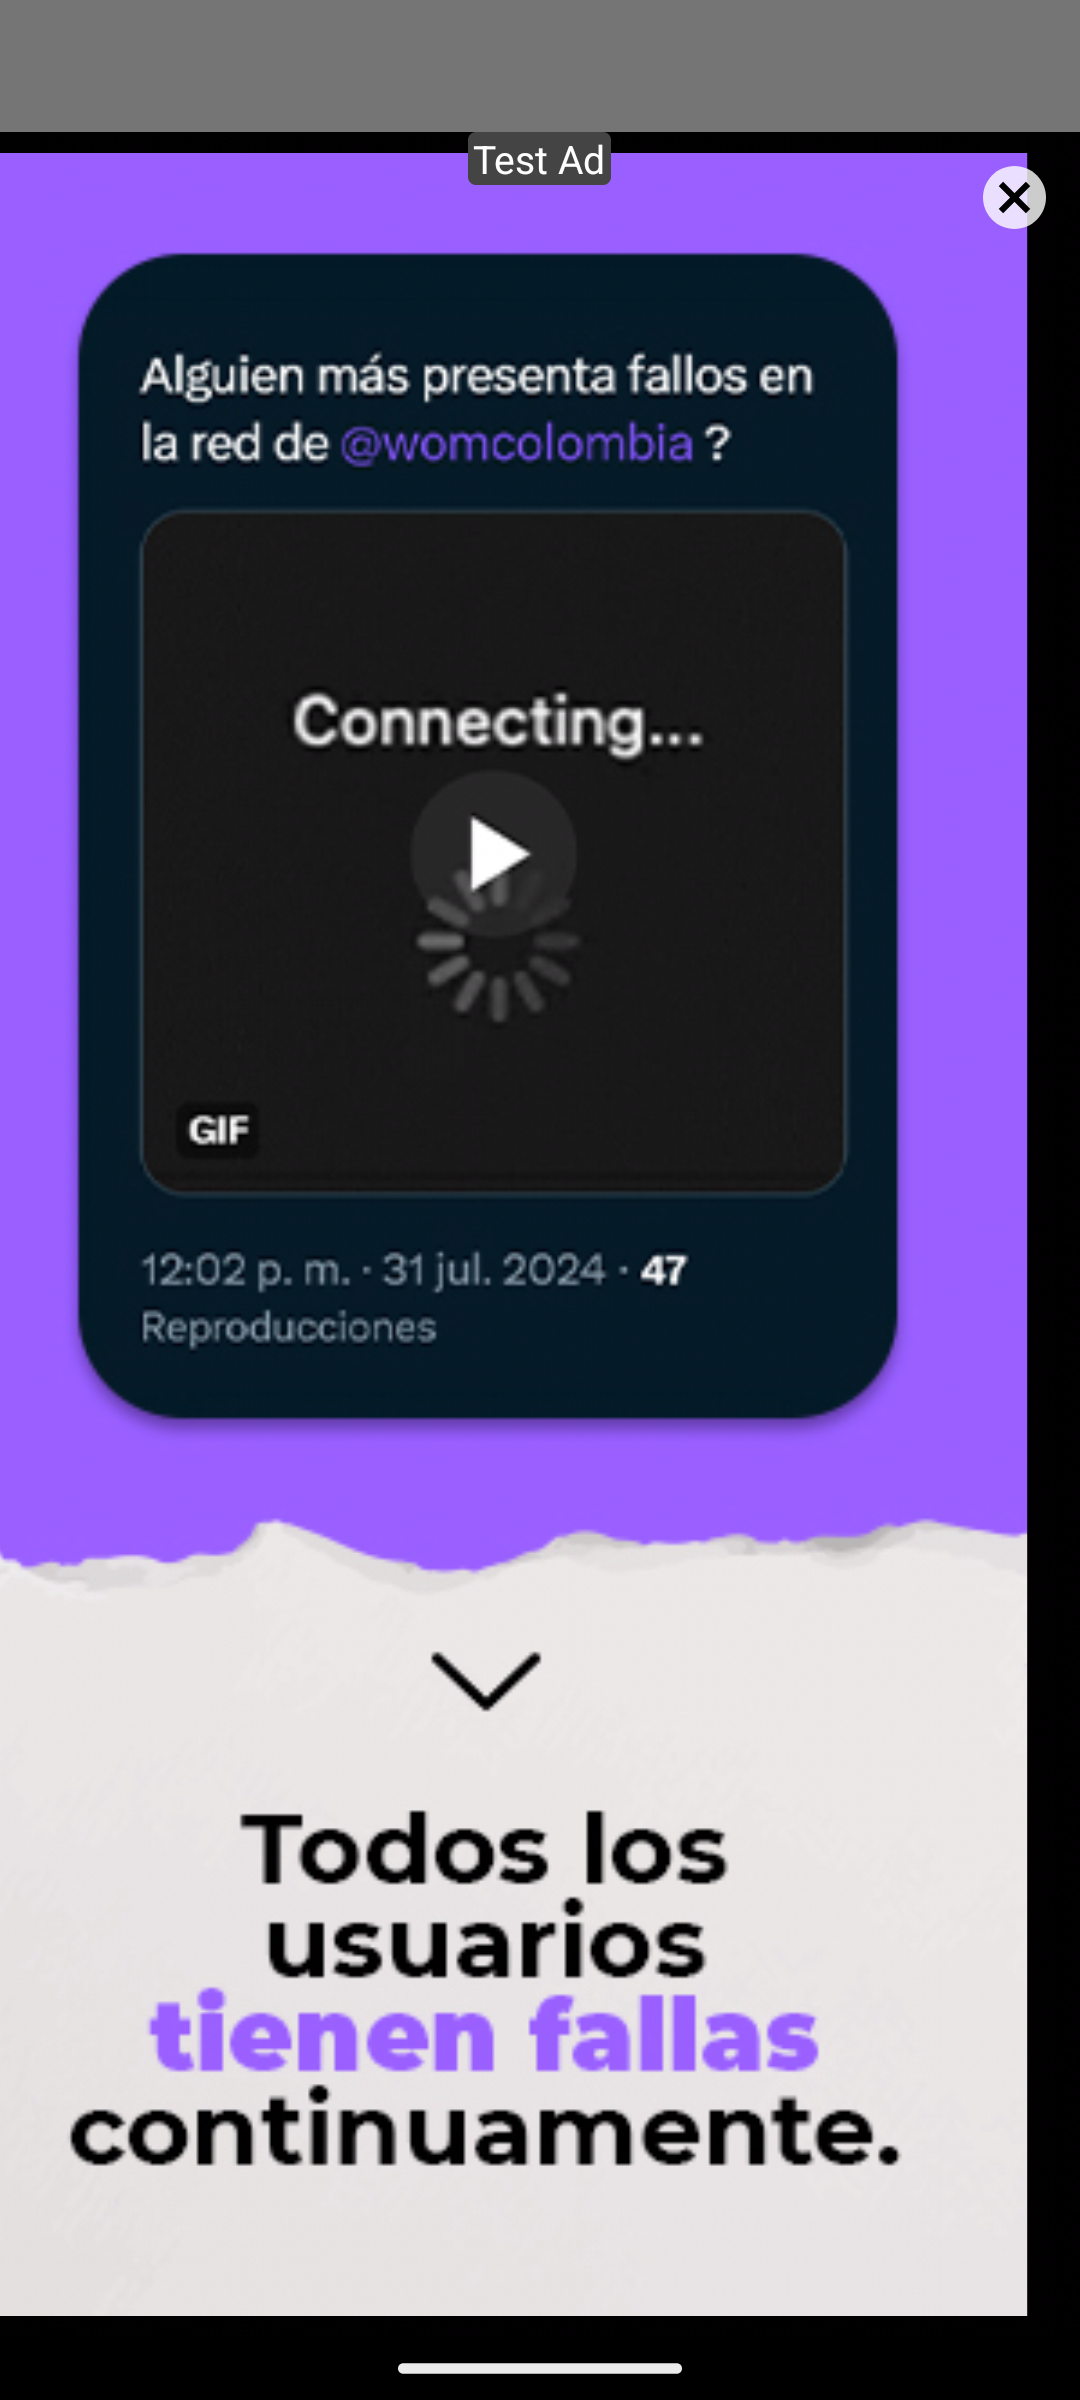 Test Ad
Alguien más presenta fallos en
la red de @womcolombia ?
Connecting...
GIF
12:02 p. m. · 31 jul. 2024 · 47
Reproducciones
Todos los
usuarios
tienen fallas
continuamente.